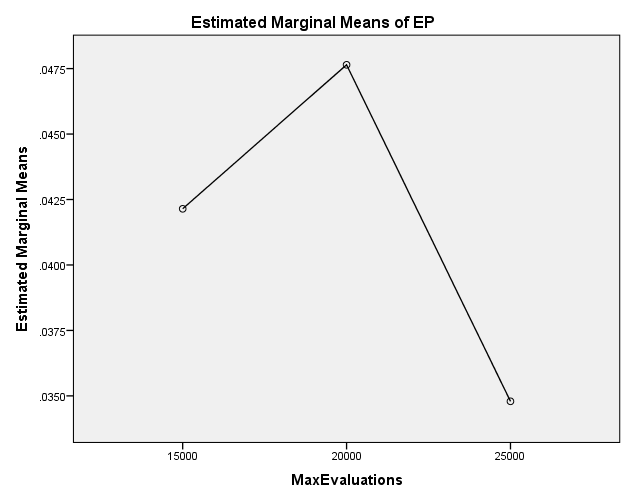 Estimated Marginal Means of EP
Estimated Marginal Means
.0475
.0450
.0425
.0400
.0375
.0350
15000 20000 25000
MaxEvaluations